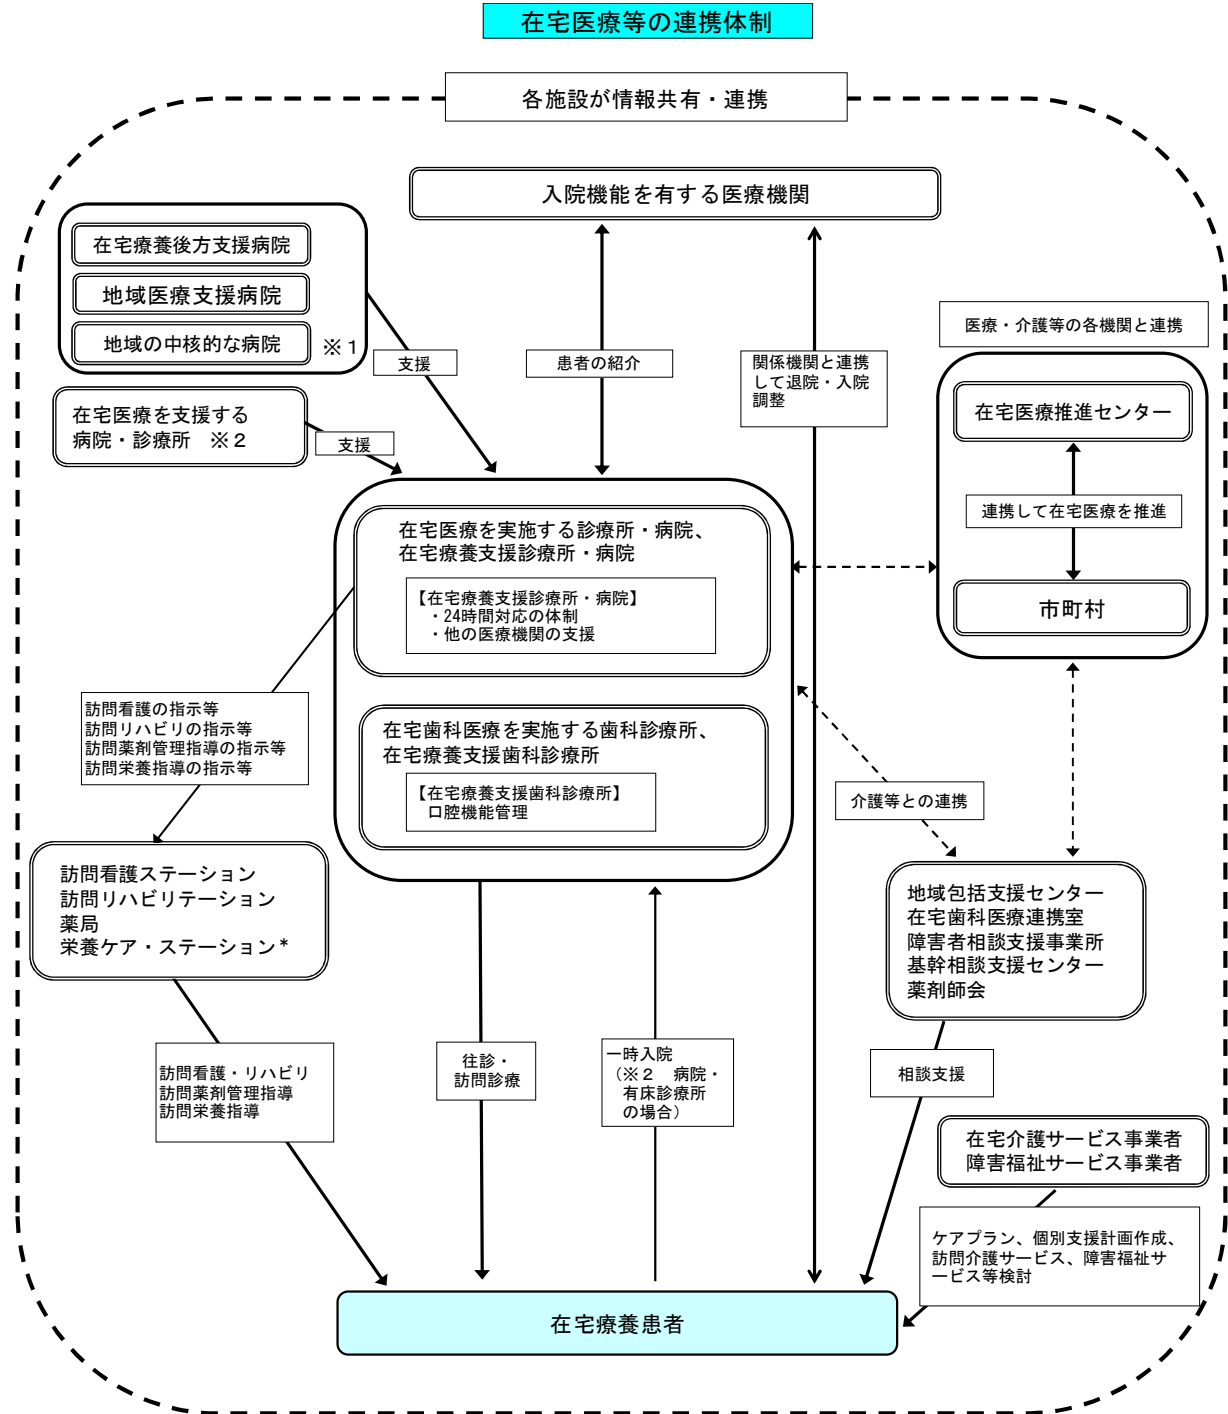 在宅医療等の連携体制
各施設が情報共有・連携
入院機能を有する医療機関
在宅療養後方支援病院
地域医療支援病院
地域の中核的な病院
※１
在宅医療を支援する
病院・診療所　※２
支援
支援
患者の紹介
関係機関と連携
して退院・入院
調整
医療・介護等の各機関と連携
在宅医療推進センター
連携して在宅医療を推進
市町村
在宅医療を実施する診療所・病院、
在宅療養支援診療所・病院
【在宅療養支援診療所・病院】
・24時間対応の体制
・他の医療機関の支援
在宅歯科医療を実施する歯科診療所、
在宅療養支援歯科診療所
【在宅療養支援歯科診療所】
口腔機能管理
訪問看護の指示等
訪問リハビリの指示等
訪問薬剤管理指導の指示等
訪問栄養指導の指示等
介護等との連携
訪問看護ステーション
訪問リハビリテーション
薬局
栄養ケア・ステーション*
地域包括支援センター
在宅歯科医療連携室
障害者相談支援事業所
基幹相談支援センター
薬剤師会
訪問看護・リハビリ
訪問薬剤管理指導
訪問栄養指導
往診・
訪問診療
一時入院
（※２　病院・
有床診療所
の場合）
相談支援
在宅介護サービス事業者
障害福祉サービス事業者
ケアプラン、個別支援計画作成、
訪問介護サービス、障害福祉サ
ービス等検討
在宅療養患者